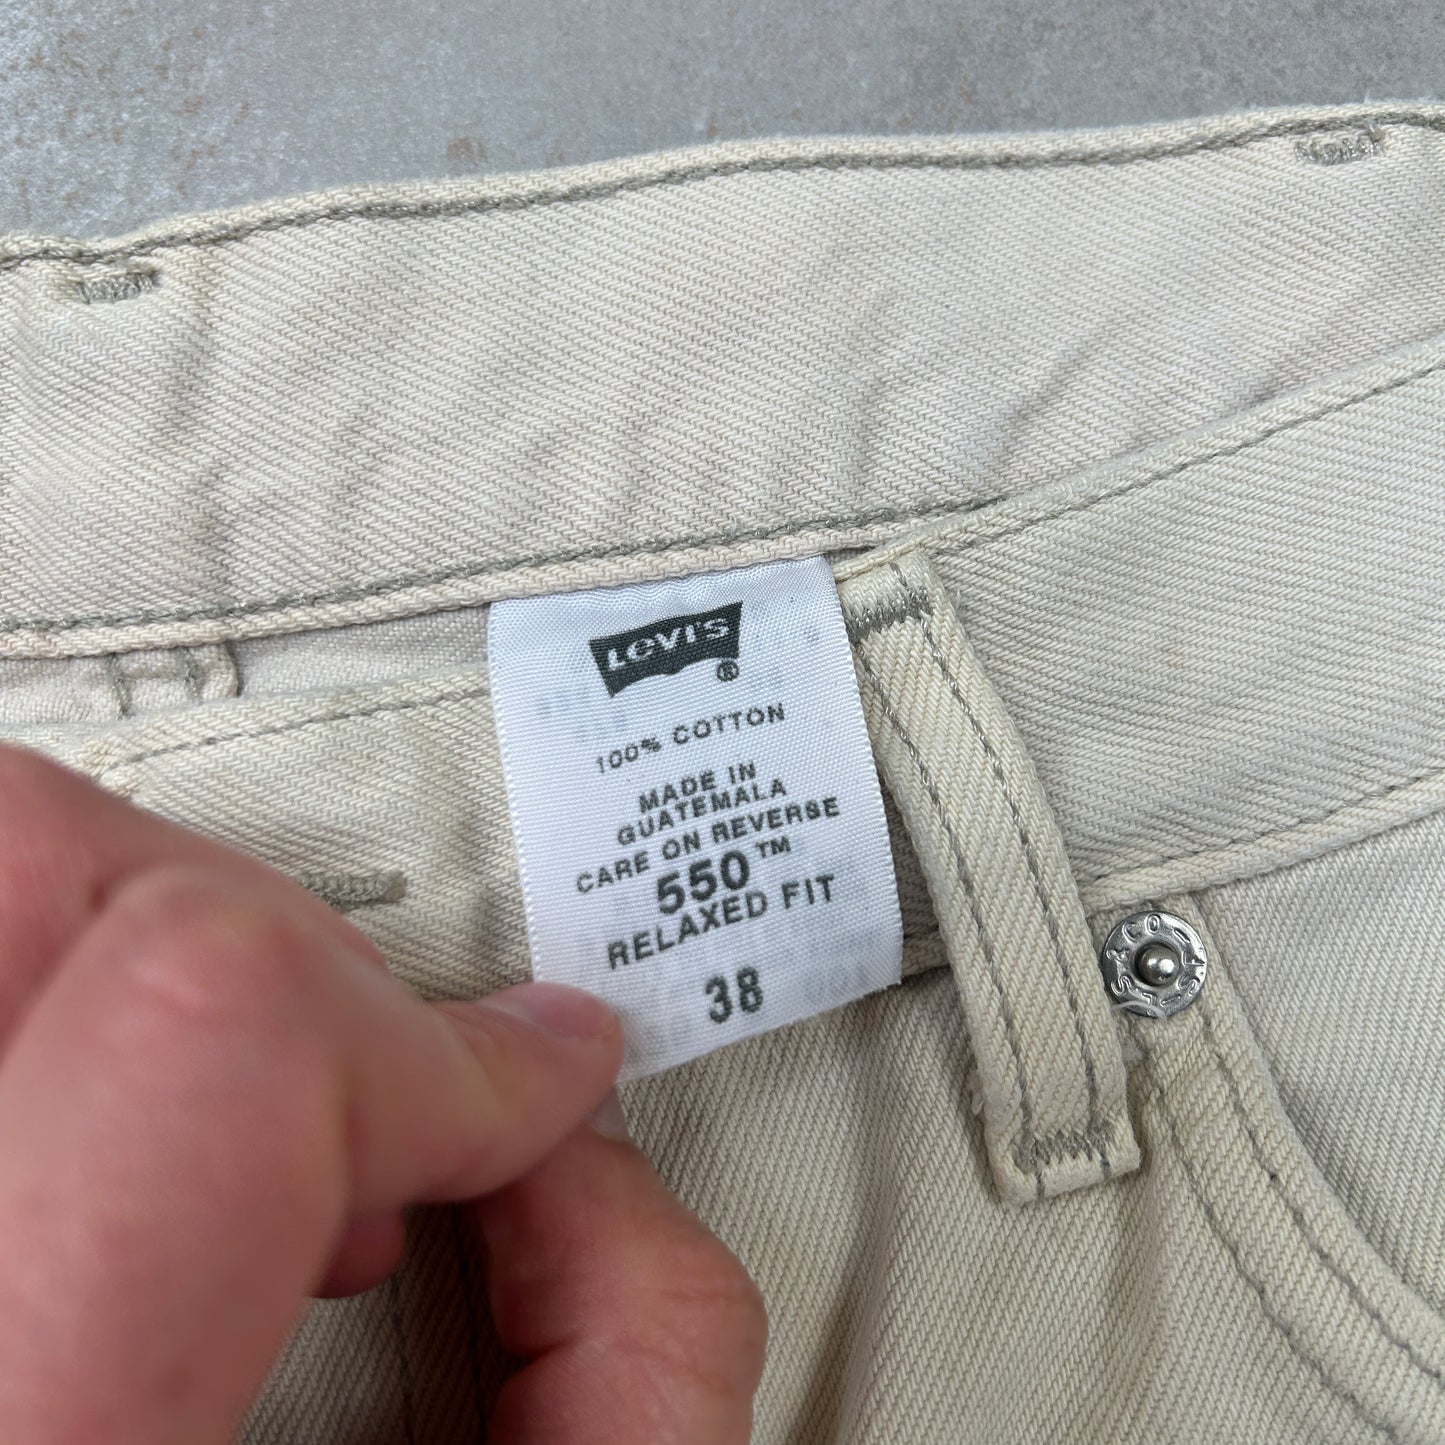 LEVI'S
®
100% COTTON
MADE IN
GUATEMALA
CARE ON REVERSE
550™
RELAXED FIT
38